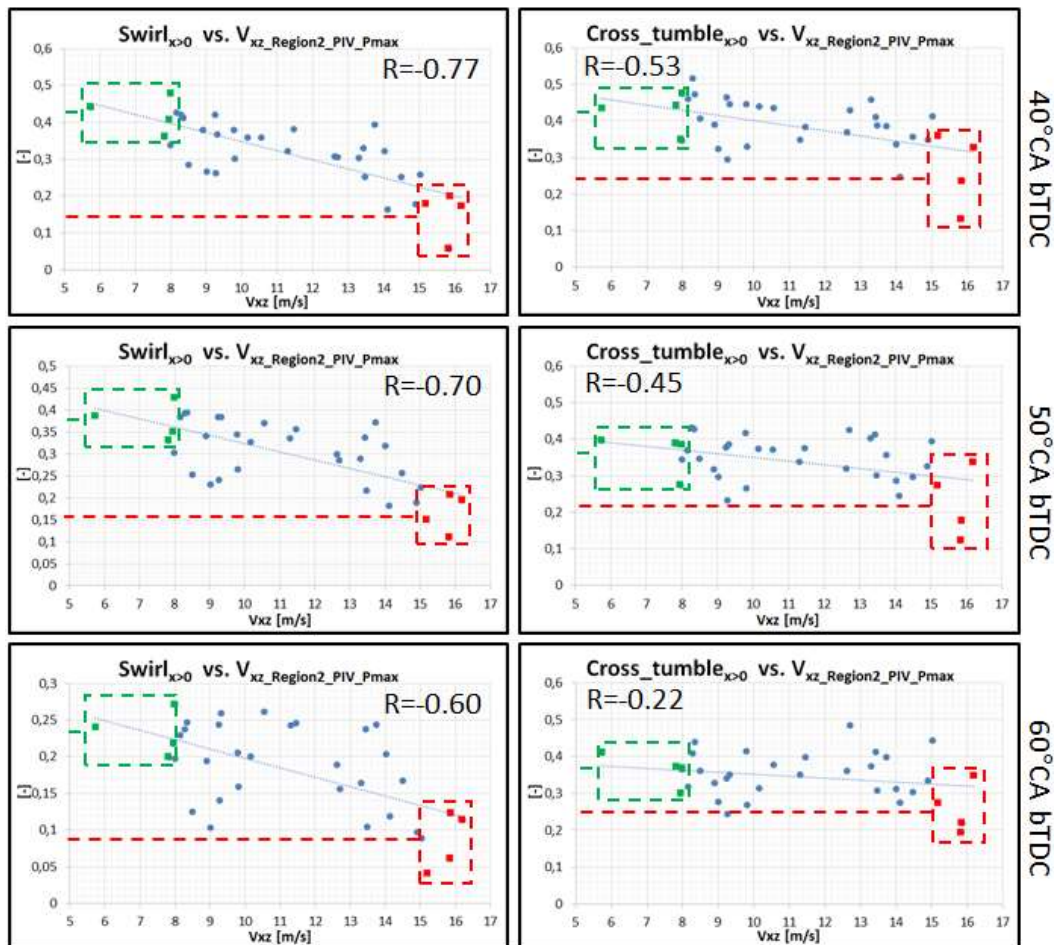 Swirlx>0 vs. Vxz_Region2_PIV_Pmax
R=-0.77
0,6
0,5
0,4
0,3
0,2
0,1
0
[-]
5 6 7 8 9 10 11 12 13 14 15 16 17
Vxz [m/s]
Cross_tumblex>0 vs. Vxz_Region2_PIV_Pmax
R=-0.53
0,6
0,5
0,4
0,3
0,2
0,1
0
[-]
5 6 7 8 9 10 11 12 13 14 15 16 17
Vxz [m/s]
40°CA bTDC
Swirlx>0 vs. Vxz_Region2_PIV_Pmax
R=-0.70
0,5
0,45
0,4
0,35
0,3
0,25
0,2
0,15
0,1
0,05
0
[-]
5 6 7 8 9 10 11 12 13 14 15 16 17
Vxz [m/s]
Cross_tumblex>0 vs. Vxz_Region2_PIV_Pmax
R=-0.45
0,6
0,5
0,4
0,3
0,2
0,1
0
[-]
5 6 7 8 9 10 11 12 13 14 15 16 17
Vxz [m/s]
50°CA bTDC
Swirlx>0 vs. Vxz_Region2_PIV_Pmax
R=-0.60
0,3
0,25
0,2
0,15
0,1
0,05
0
[-]
5 6 7 8 9 10 11 12 13 14 15 16 17
Vxz [m/s]
Cross_tumblex>0 vs. Vxz_Region2_PIV_Pmax
R=-0.22
0,6
0,5
0,4
0,3
0,2
0,1
0
[-]
5 6 7 8 9 10 11 12 13 14 15 16 17
Vxz [m/s]
60°CA bTDC